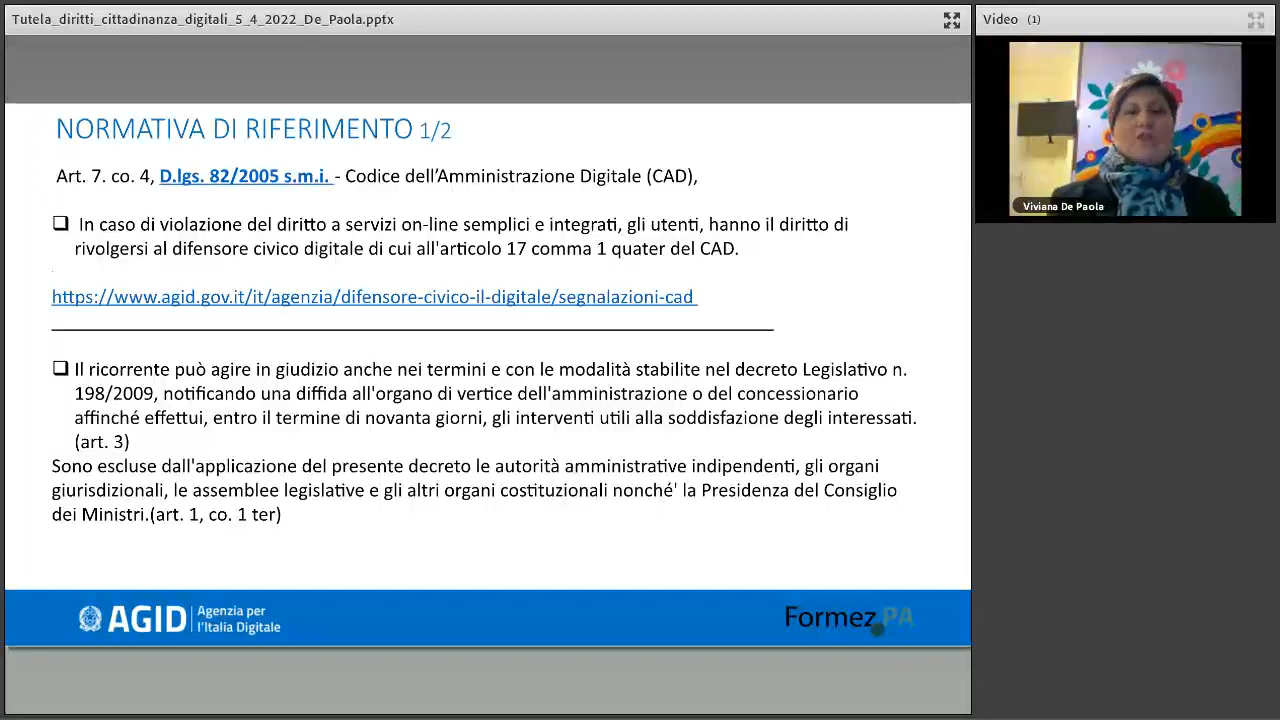 Tutela_diritti_cittadinanza_digitali_5_4_2022_De_Paola.pptx
Video (1)
Viviana De Paola
NORMATIVA DI RIFERIMENTO 1/2
Art. 7. co. 4, D.lgs. 82/2005 s.m.i. - Codice dell’Amministrazione Digitale (CAD),
In caso di violazione del diritto a servizi on-line semplici e integrati, gli utenti, hanno il diritto di
rivolgersi al difensore civico digitale di cui all'articolo 17 comma 1 quater del CAD.
https://www.agid.gov.it/it/agenzia/difensore-civico-il-digitale/segnalazioni-cad
Il ricorrente può agire in giudizio anche nei termini e con le modalità stabilite nel decreto Legislativo n.
198/2009, notificando una diffida all'organo di vertice dell'amministrazione o del concessionario
affinché effettui, entro il termine di novanta giorni, gli interventi utili alla soddisfazione degli interessati.
(art. 3)
Sono escluse dall'applicazione del presente decreto le autorità amministrative indipendenti, gli organi
giurisdizionali, le assemblee legislative e gli altri organi costituzionali nonché' la Presidenza del Consiglio
dei Ministri.(art. 1, co. 1 ter)
AGID
Agenzia per
l'Italia Digitale
Formez PA